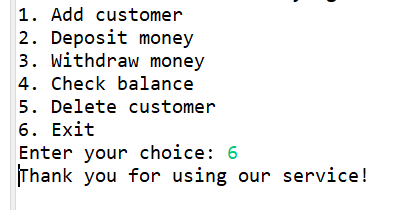 1. Add customer
2. Deposit money
3. Withdraw money
4. Check balance
5. Delete customer
6. Exit
Enter your choice: 6
Thank you for using our service!